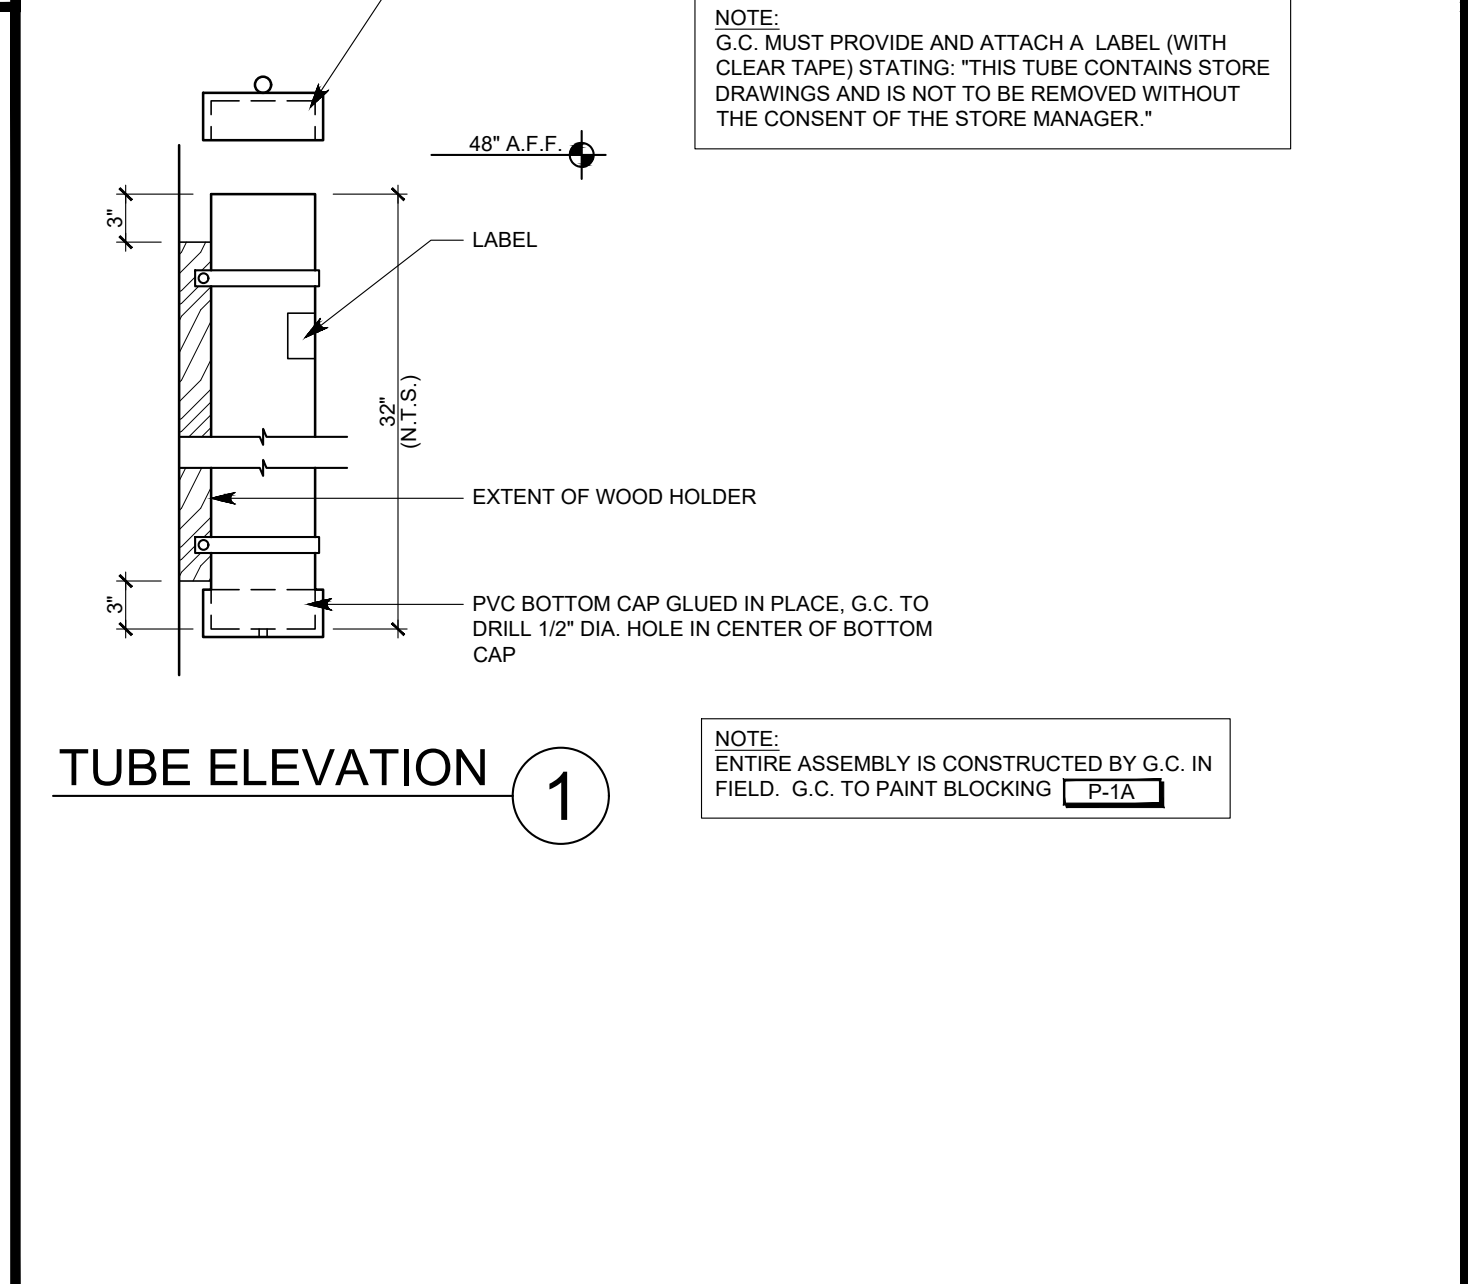 NOTE:
G.C. MUST PROVIDE AND ATTACH A LABEL (WITH
CLEAR TAPE) STATING: "THIS TUBE CONTAINS STORE
DRAWINGS AND IS NOT TO BE REMOVED WITHOUT
THE CONSENT OF THE STORE MANAGER."
48" A.F.F.
3"
LABEL
32"
(N.T.S.)
EXTENT OF WOOD HOLDER
3"
PVC BOTTOM CAP GLUED IN PLACE, G.C. TO
DRILL 1/2" DIA. HOLE IN CENTER OF BOTTOM
CAP
TUBE ELEVATION
1
NOTE:
ENTIRE ASSEMBLY IS CONSTRUCTED BY G.C. IN
FIELD. G.C. TO PAINT BLOCKING P-1A